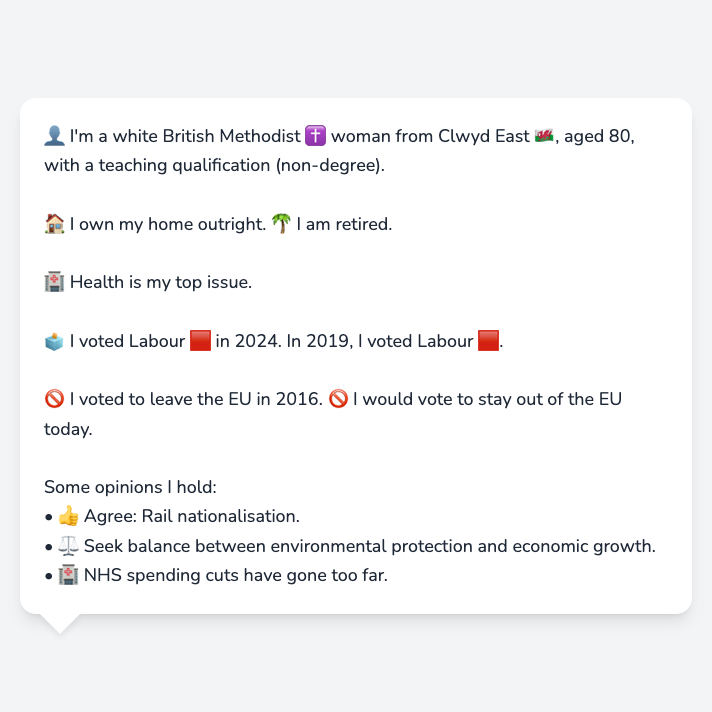 👤 I'm a white British Methodist ✝️ woman from Clwyd East 🏴󠁧󠁢󠁷󠁬󠁳󠁿, aged 80,
with a teaching qualification (non-degree).
🏠 I own my home outright. 🌴 I am retired.
🏥 Health is my top issue.
🗳️ I voted Labour 🟥 in 2024. In 2019, I voted Labour 🟥.
🚫 I voted to leave the EU in 2016. 🚫 I would vote to stay out of the EU
today.
Some opinions I hold:
• 👍 Agree: Rail nationalisation.
• ⚖️ Seek balance between environmental protection and economic growth.
• 🏥 NHS spending cuts have gone too far.